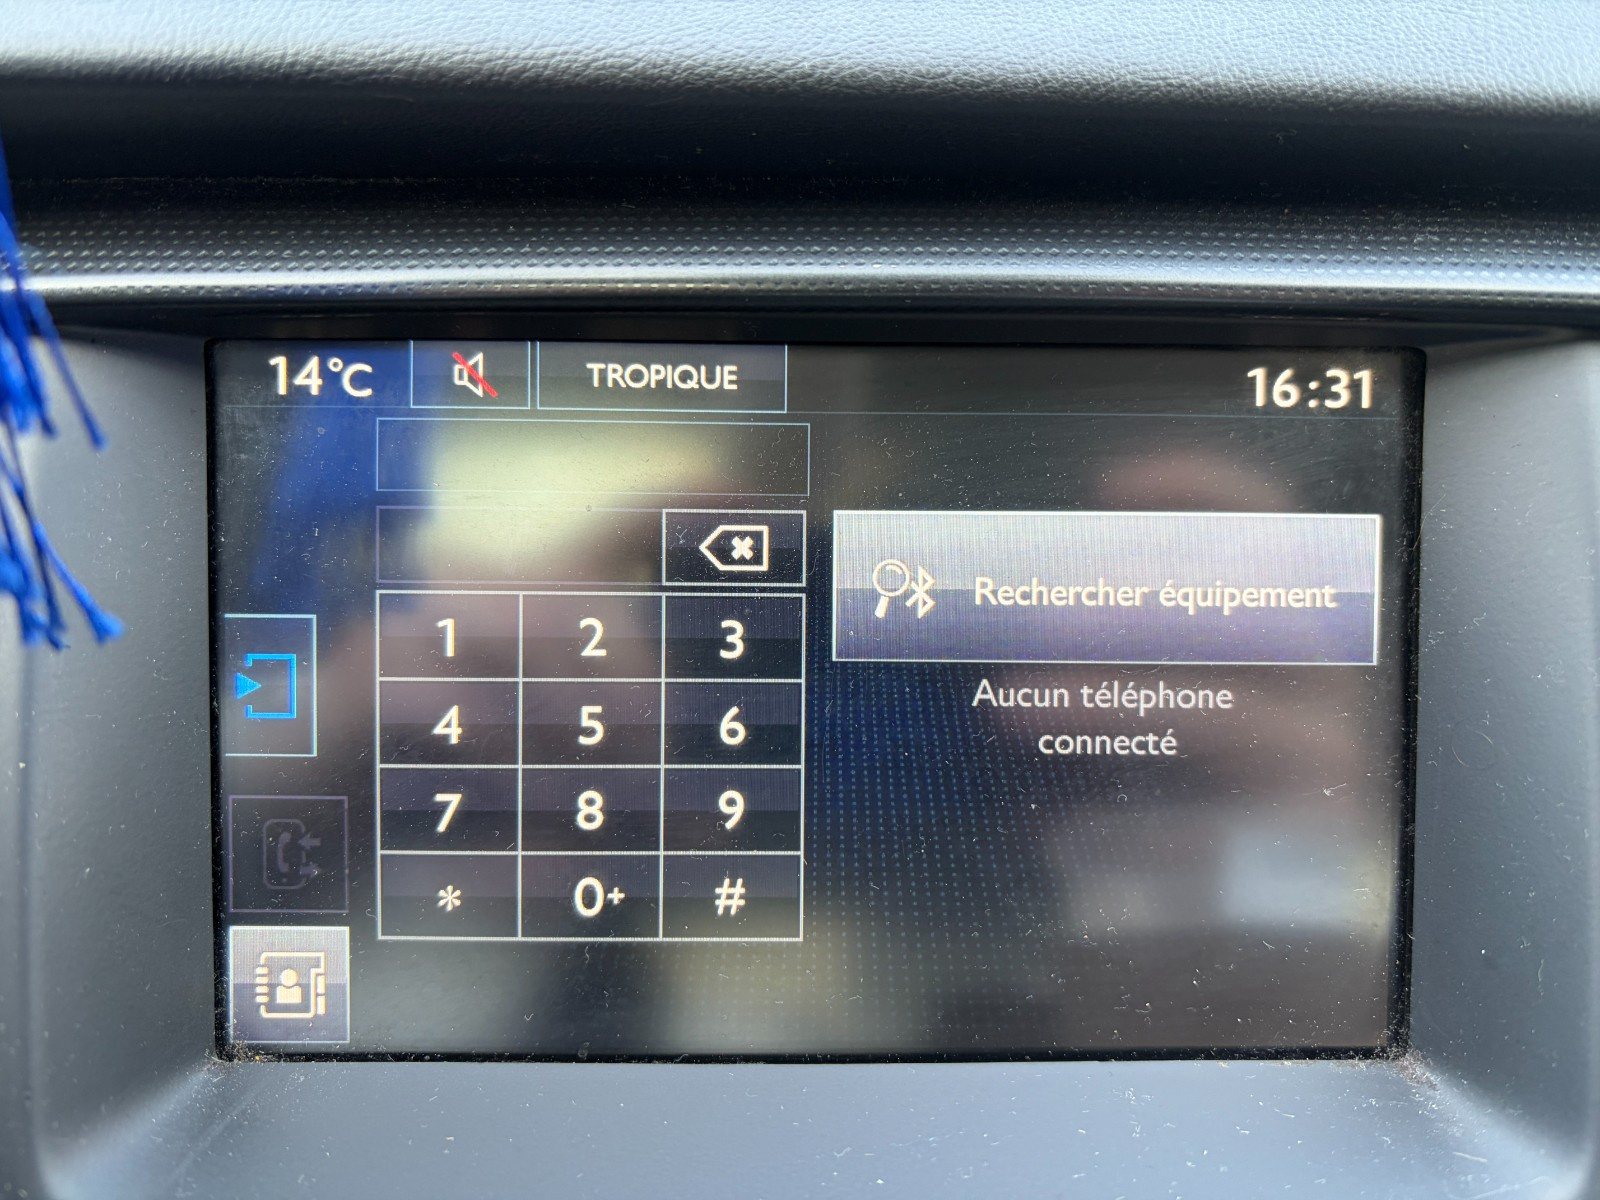 14°C
TROPIQUE
16:31
Rechercher équipement
Aucun téléphone
connecté
1 2 3
4 5 6
7 8 9
* 0+ #